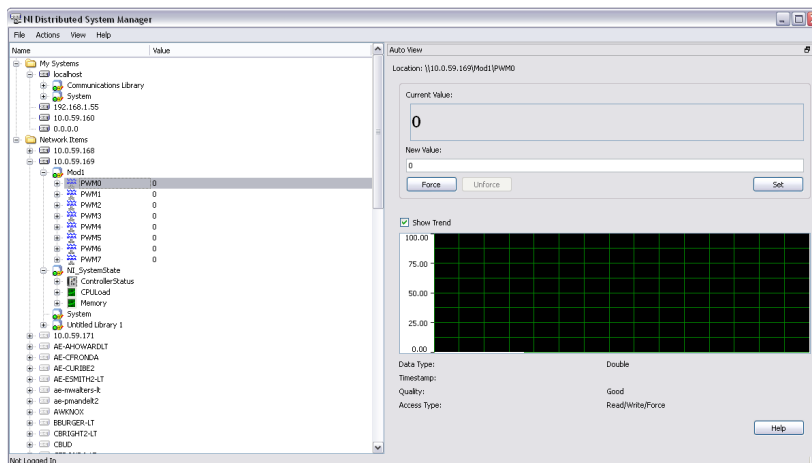 NI Distributed System Manager
File Actions View Help
Name Value
My Systems
localhost
Communications Library
System
192.168.1.55
10.0.59.160
0.0.0.0
Network Items
10.0.59.168
10.0.59.169
Mod1
PWM0 0
PWM1 0
PWM2 0
PWM3 0
PWM4 0
PWM5 0
PWM6 0
PWM7 0
NI_SystemState
ControllerStatus
CPULoad
Memory
System
Untitled Library 1
10.0.59.171
AE-AHOWARDLT
AE-CFRONDA
AE-CURIBE2
AE-ESMITH2-LT
ae-mwalters-lt
ae-pmandelt2
AWKNOX
BBURGER-LT
CBRIGHT2-LT
CBUD
Not Logged In
Auto View
Location: \\10.0.59.169\Mod1\PWM0
Current Value:
0
New Value:
0
Force Unforce Set
Show Trend
100.00
75.00
50.00
25.00
0.00
Data Type: Double
Timestamp:
Quality: Good
Access Type: Read/Write/Force
Help